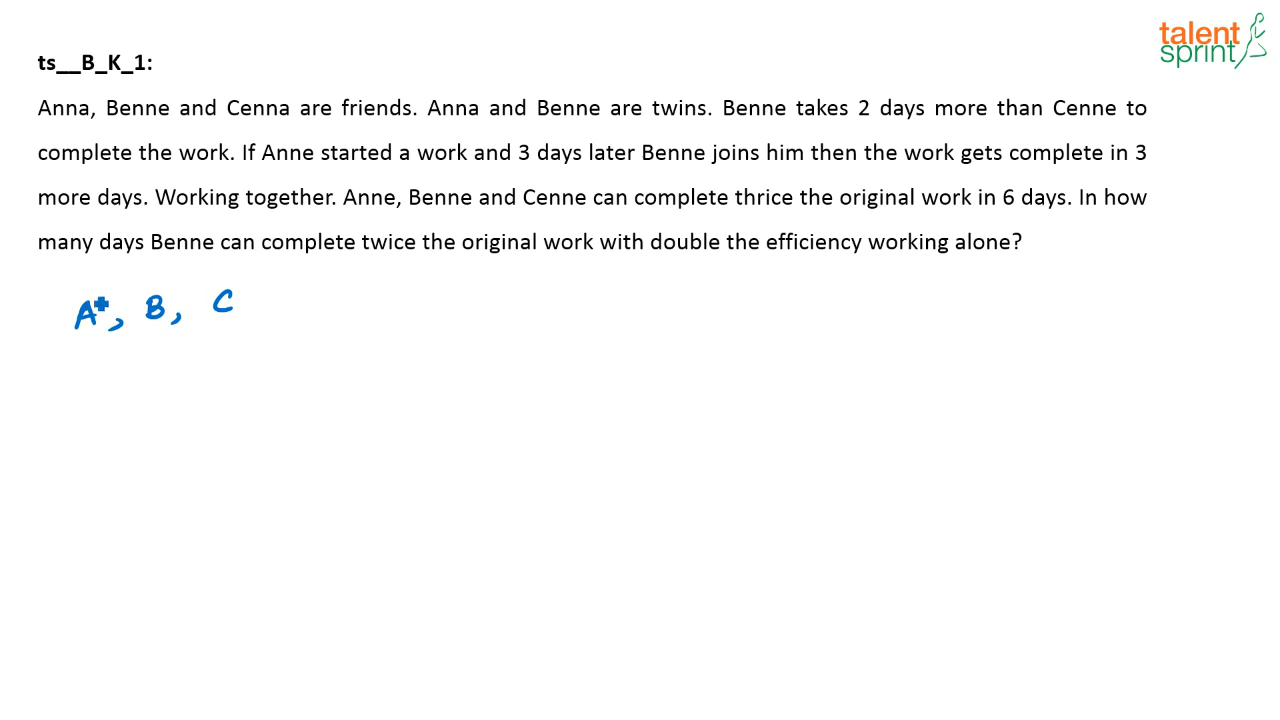 talent
sprint
ts__B_K_1:
Anna, Benne and Cenna are friends. Anna and Benne are twins. Benne takes 2 days more than Cenne to
complete the work. If Anne started a work and 3 days later Benne joins him then the work gets complete in 3
more days. Working together. Anne, Benne and Cenne can complete thrice the original work in 6 days. In how
many days Benne can complete twice the original work with double the efficiency working alone?
A, B, C